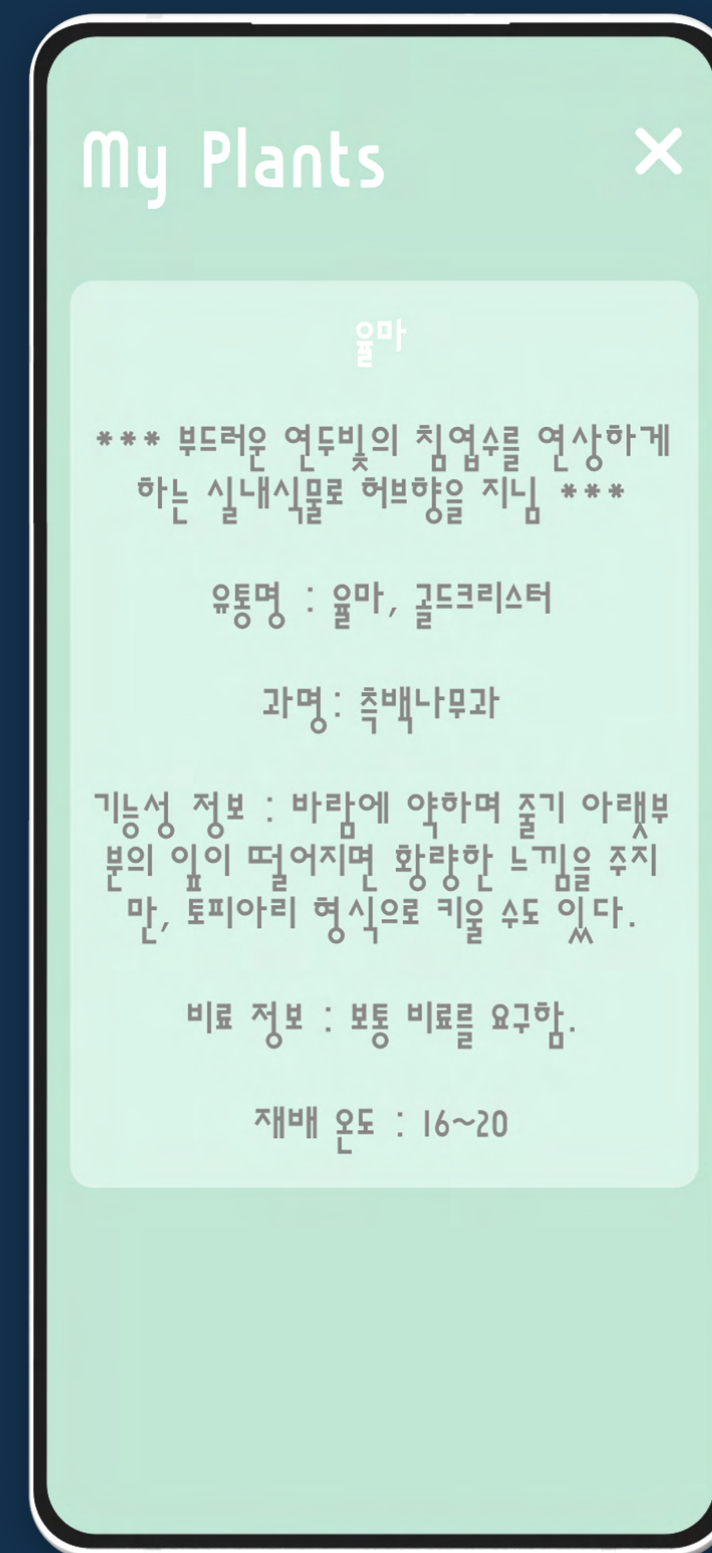 My Plants
율마
*** 부드러운 연두빛의 침엽수를 연상하게
하는 실내식물로 허브향을 지님 ***
유통명 : 율마, 골드크리스터
과명 : 측백나무과
기능성 정보 : 바람에 약하며 줄기 아랫부
분의 잎이 떨어지면 황량한 느낌을 주지
만, 토피아리 형식으로 키울 수도 있다.
비료 정보 : 보통 비료를 요구함.
재배 온도 : 16~20